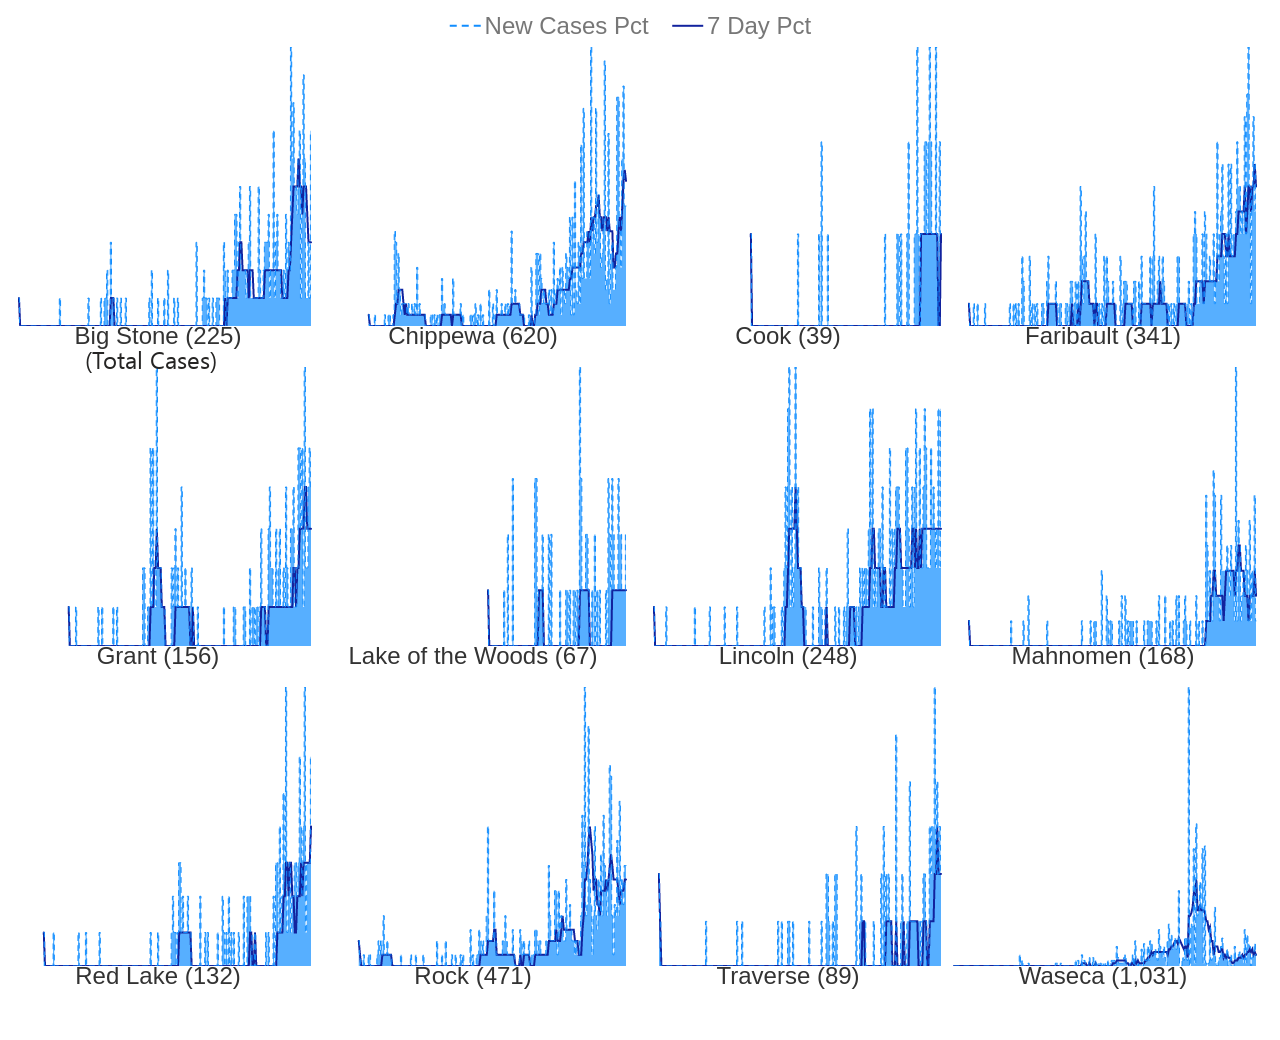 New Cases Pct 7 Day Pct
Big Stone (225)
(Total Cases)
Chippewa (620)
Cook (39)
Faribault (341)
Grant (156)
Lake of the Woods (67)
Lincoln (248)
Mahnomen (168)
Red Lake (132)
Rock (471)
Traverse (89)
Waseca (1,031)